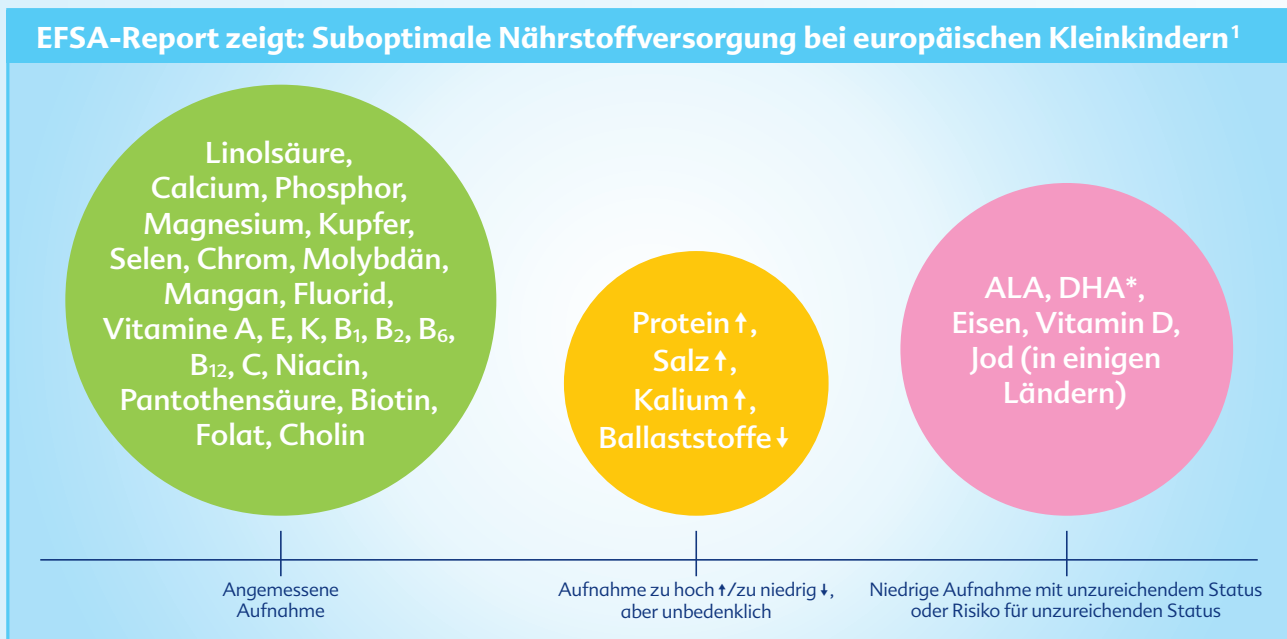 EFSA-Report zeigt: Suboptimale Nährstoffversorgung bei europäischen Kleinkindern¹
Linolsäure,
Calcium, Phosphor,
Magnesium, Kupfer,
Selen, Chrom, Molybdän,
Mangan, Fluorid,
Vitamine A, E, K, B₁, B₂, B₆,
B₁₂, C, Niacin,
Pantothensäure, Biotin,
Folat, Cholin
Protein↑,
Salz↑,
Kalium↑,
Ballaststoffe↓
ALA, DHA*,
Eisen, Vitamin D,
Jod (in einigen
Ländern)
Angemessene
Aufnahme
Aufnahme zu hoch ↑/zu niedrig ↓,
aber unbedenklich
Niedrige Aufnahme mit unzureichendem Status
oder Risiko für unzureichenden Status